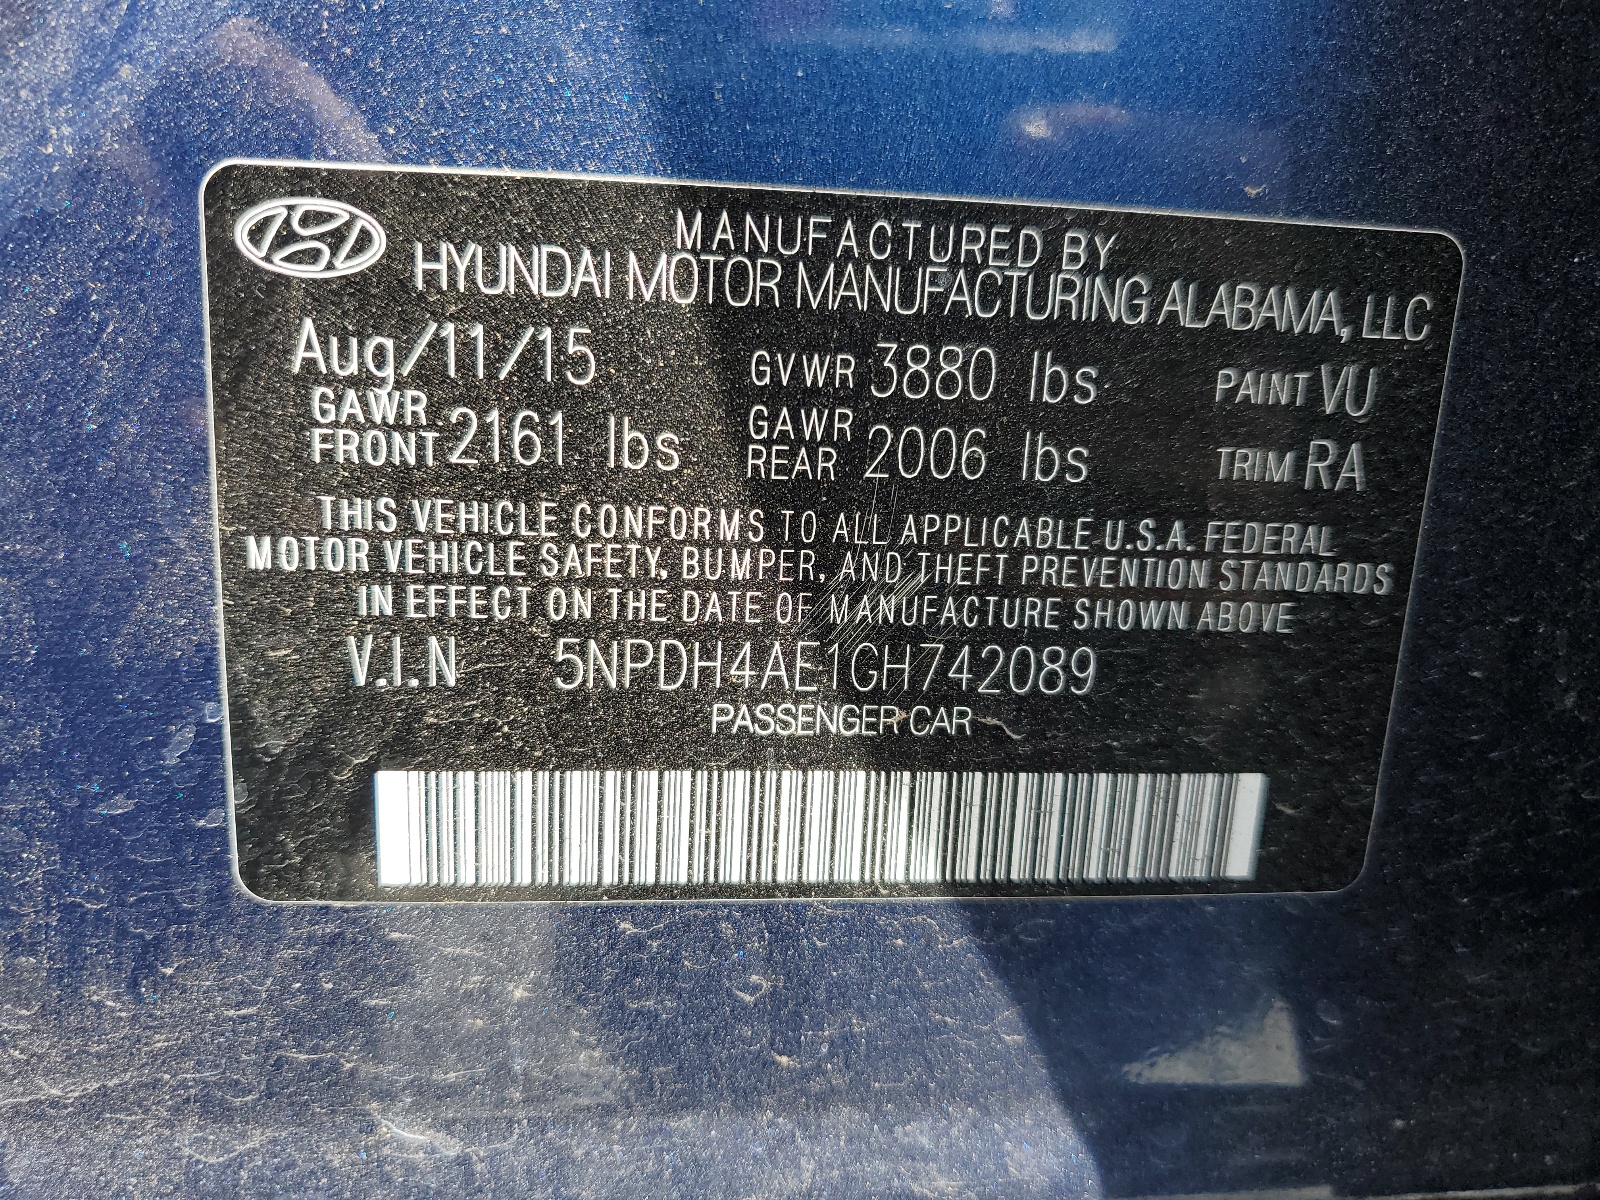 MANUFACTURED BY
HYUNDAI MOTOR MANUFACTURING ALABAMA, LLC
Aug/11/15 GVWR 3880 lbs PAINT VU
GAWR FRONT 2161 lbs GAWR REAR 2006 lbs TRIM RA
THIS VEHICLE CONFORMS TO ALL APPLICABLE U.S.A. FEDERAL
MOTOR VEHICLE SAFETY, BUMPER, AND THEFT PREVENTION STANDARDS
IN EFFECT ON THE DATE OF MANUFACTURE SHOWN ABOVE
V.I.N 5NPDH4AE1GH742089
PASSENGER CAR